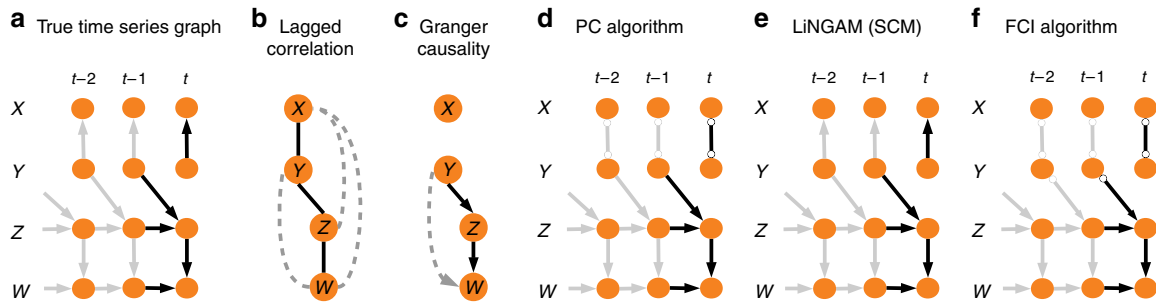 a True time series graph
t–2 t–1 t
X
Y
Z
W
b Lagged
correlation
X
Y
Z
W
c Granger
causality
X
Y
Z
W
d PC algorithm
t–2 t–1 t
X
Y
Z
W
e LiNGAM (SCM)
t–2 t–1 t
X
Y
Z
W
f FCI algorithm
t–2 t–1 t
X
Y
Z
W